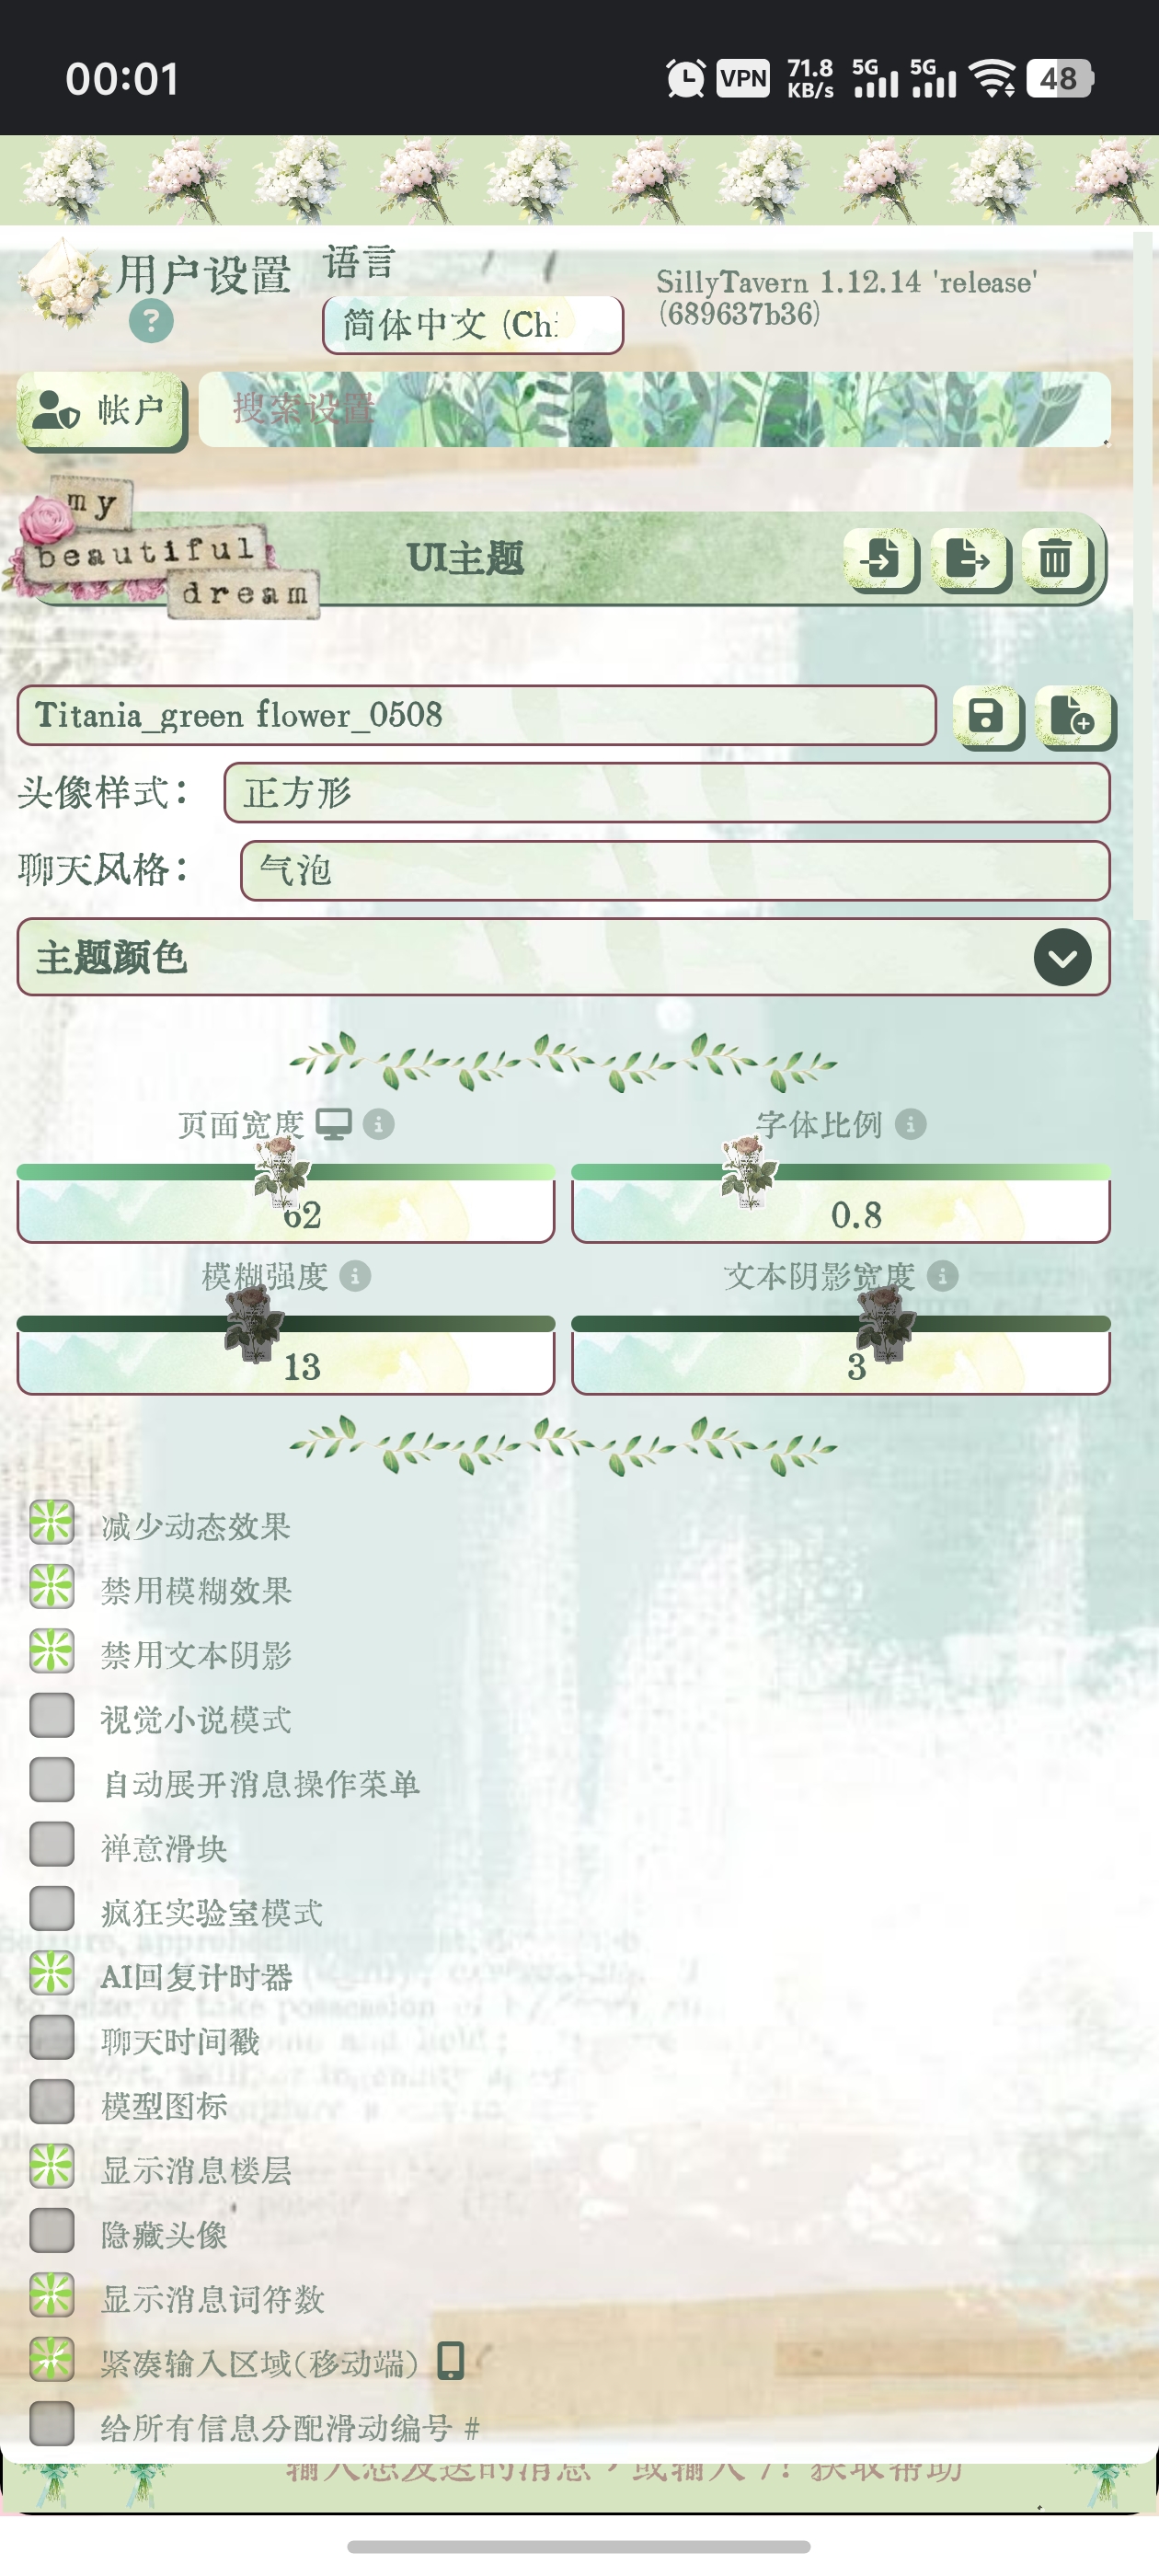 00:01
VPN 71.8 KB/s 5G 5G 48
用户设置
?
语言
简体中文 (Ch
SillyTavern 1.12.14 'release'
(689637b36)
帐户
搜索设置
my
beautiful
dream
UI主题
Titania_green flower_0508
头像样式：
正方形
聊天风格：
气泡
主题颜色
页面宽度
字体比例
62
0.8
模糊强度
文本阴影宽度
13
3
减少动态效果
禁用模糊效果
禁用文本阴影
视觉小说模式
自动展开消息操作菜单
禅意滑块
疯狂实验室模式
AI回复计时器
聊天时间戳
模型图标
显示消息楼层
隐藏头像
显示消息词符数
紧凑输入区域(移动端)
给所有信息分配滑动编号 #
输入想发送的消息，或输入 /? 获取帮助